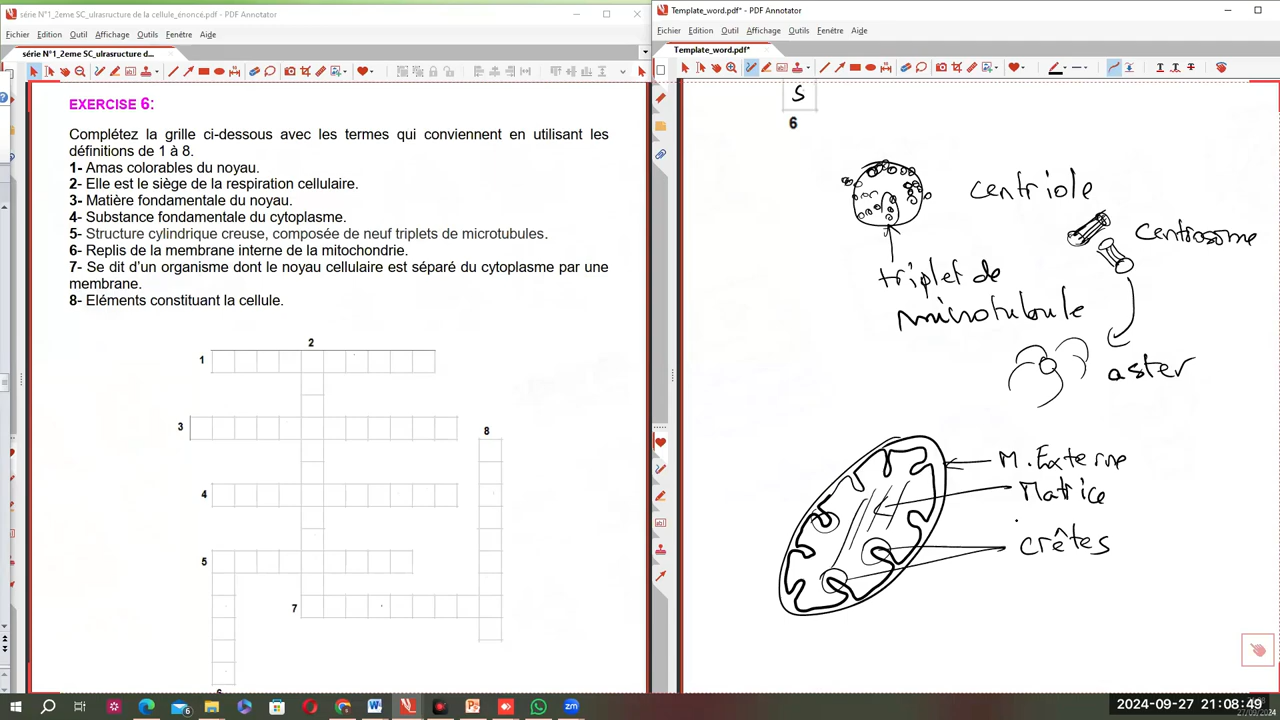 série N°1_2eme SC_ulrasructure de la cellule_énoncé.pdf - PDF Annotator
Fichier Edition Outil Affichage Outils Fenêtre Aide
série N°1_2eme SC_ulrasructure d...
EXERCISE 6:
Complétez la grille ci-dessous avec les termes qui conviennent en utilisant les
définitions de 1 à 8.
1- Amas colorables du noyau.
2- Elle est le siège de la respiration cellulaire.
3- Matière fondamentale du noyau.
4- Substance fondamentale du cytoplasme.
5- Structure cylindrique creuse, composée de neuf triplets de microtubules.
6- Replis de la membrane interne de la mitochondrie.
7- Se dit d'un organisme dont le noyau cellulaire est séparé du cytoplasme par une
membrane.
8- Eléments constituant la cellule.
2
1
3
8
4
5
7
Template_word.pdf* - PDF Annotator
Fichier Edition Outil Affichage Outils Fenêtre Aide
Template_word.pdf*
S
6
centriole
centrosome
triplet de
microtubule
aster
M. Externe
Matrice
crêtes
2024-09-27 21:08:49
27/09/2024